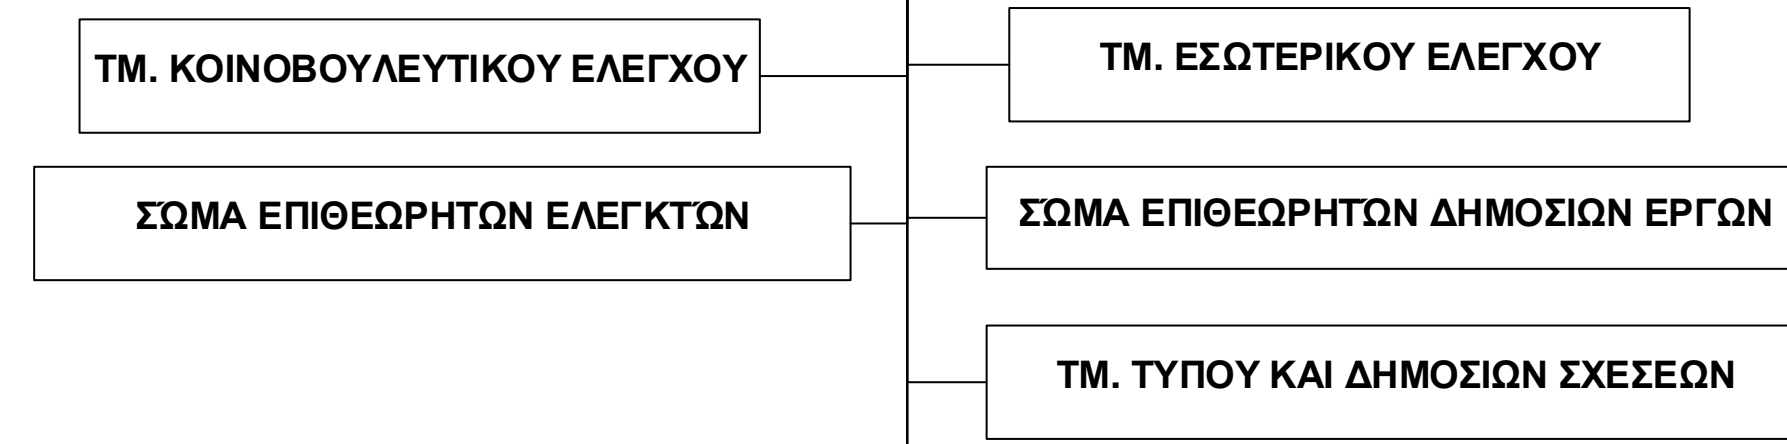 ΤΜ. ΚΟΙΝΟΒΟΥΛΕΥΤΙΚΟΥ ΕΛΕΓΧΟΥ
ΤΜ. ΕΣΩΤΕΡΙΚΟΥ ΕΛΕΓΧΟΥ
ΣΏΜΑ ΕΠΙΘΕΩΡΗΤΩΝ ΕΛΕΓΚΤΏΝ
ΣΏΜΑ ΕΠΙΘΕΩΡΗΤΏΝ ΔΗΜΟΣΙΩΝ ΕΡΓΩΝ
ΤΜ. ΤΥΠΟΥ ΚΑΙ ΔΗΜΟΣΙΩΝ ΣΧΕΣΕΩΝ